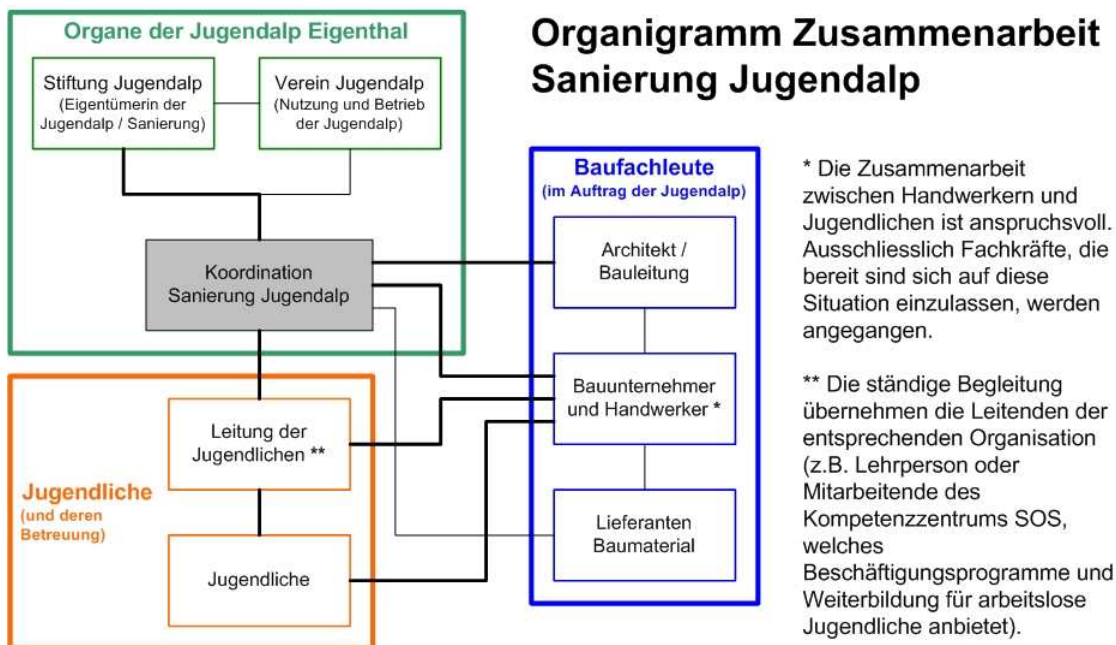 Organe der Jugendalp Eigenthal
Stiftung Jugendalp
(Eigentümerin der
Jugendalp / Sanierung)
Verein Jugendalp
(Nutzung und Betrieb
der Jugendalp)
Koordination
Sanierung Jugendalp
Organigramm Zusammenarbeit
Sanierung Jugendalp
Baufachleute
(im Auftrag der Jugendalp)
Architekt /
Bauleitung
Bauunternehmer
und Handwerker *
Lieferanten
Baumaterial
Jugendliche
(und deren
Betreuung)
Leitung der
Jugendlichen **
Jugendliche
* Die Zusammenarbeit
zwischen Handwerkern und
Jugendlichen ist anspruchsvoll.
Ausschliesslich Fachkräfte, die
bereit sind sich auf diese
Situation einzulassen, werden
angegangen.
** Die ständige Begleitung
übernehmen die Leitenden der
entsprechenden Organisation
(z.B. Lehrperson oder
Mitarbeitende des
Kompetenzzentrums SOS,
welches
Beschäftigungsprogramme und
Weiterbildung für arbeitslose
Jugendliche anbietet).